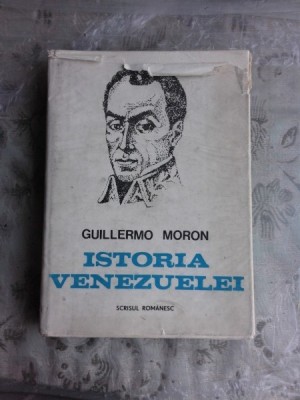 GUILLERMO MORON
ISTORIA
VENEZUELEI
SCRISUL ROMÂNESC